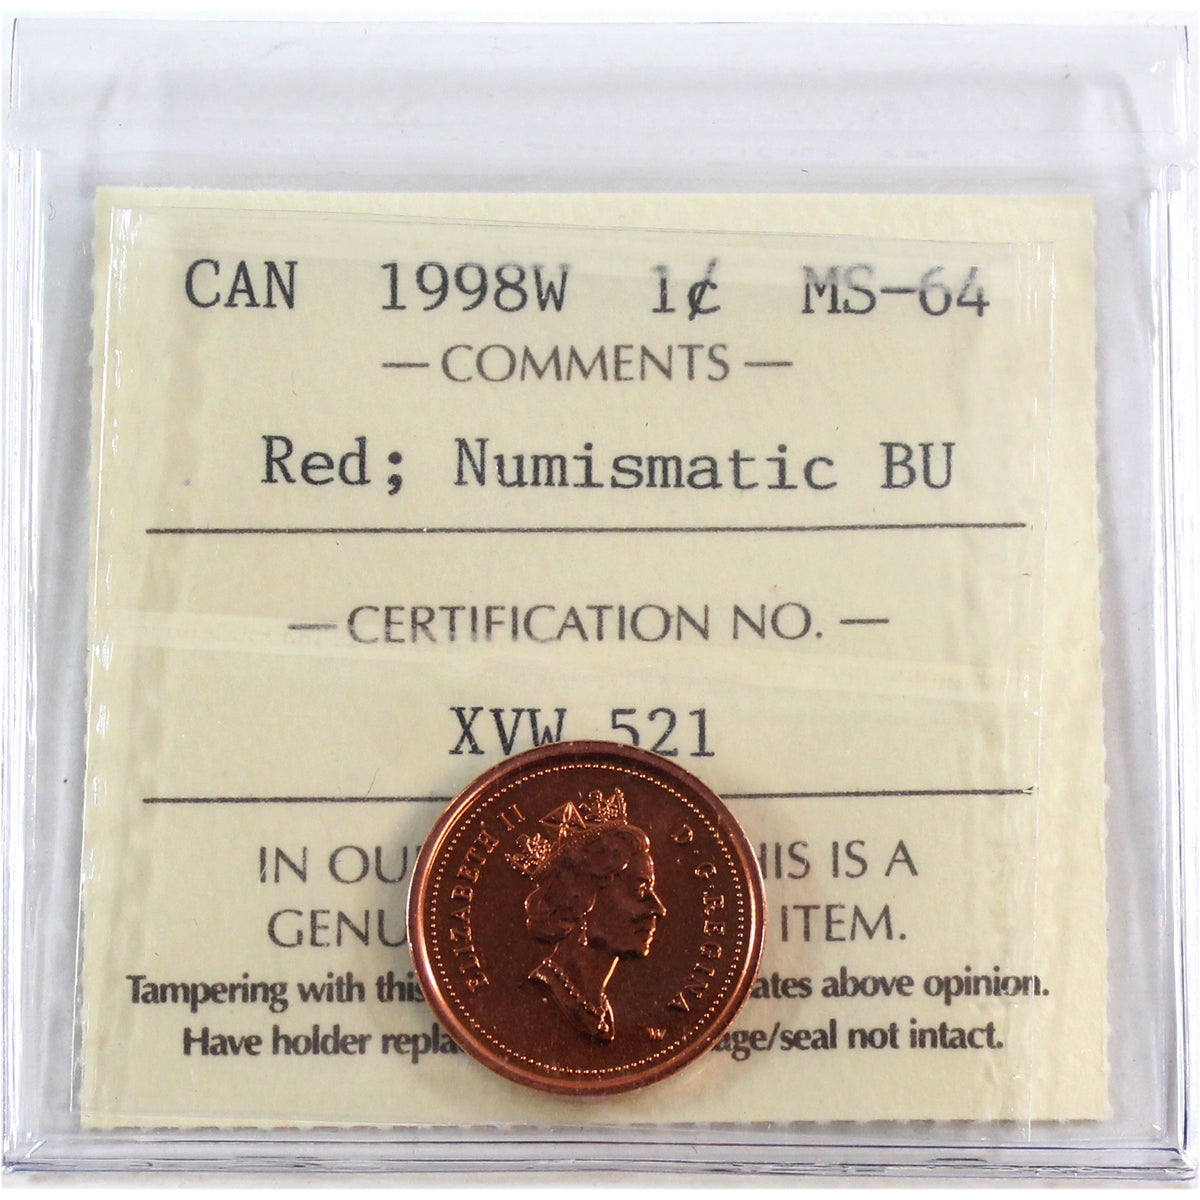 CAN 1998W 1¢ MS-64
— COMMENTS —
Red; Numismatic BU
— CERTIFICATION NO. —
XVW 521
IN OU HIS IS A
GENU ITEM.
Tampering with this ates above opinion.
Have holder repla age/seal not intact.
ELIZABETH II D·G·REGINA
W